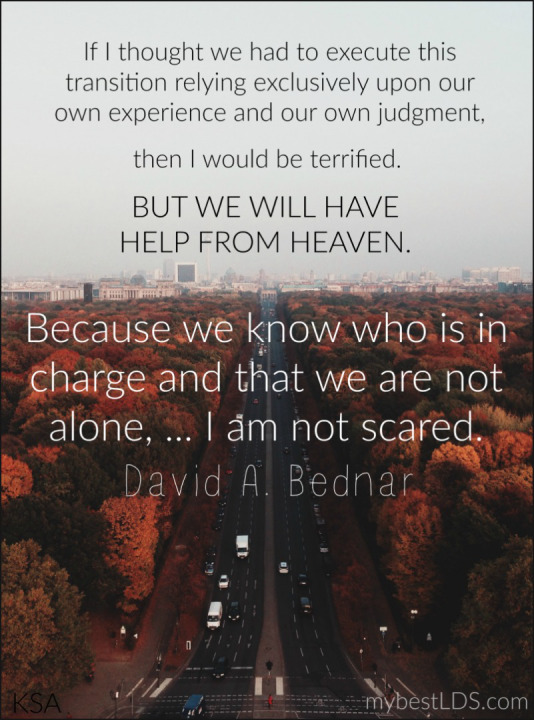 If I thought we had to execute this
transition relying exclusively upon our
own experience and our own judgment,
then I would be terrified.
BUT WE WILL HAVE
HELP FROM HEAVEN.
Because we know who is in
charge and that we are not
alone, ... I am not scared.
David A. Bednar
KSA
mybestLDS.com